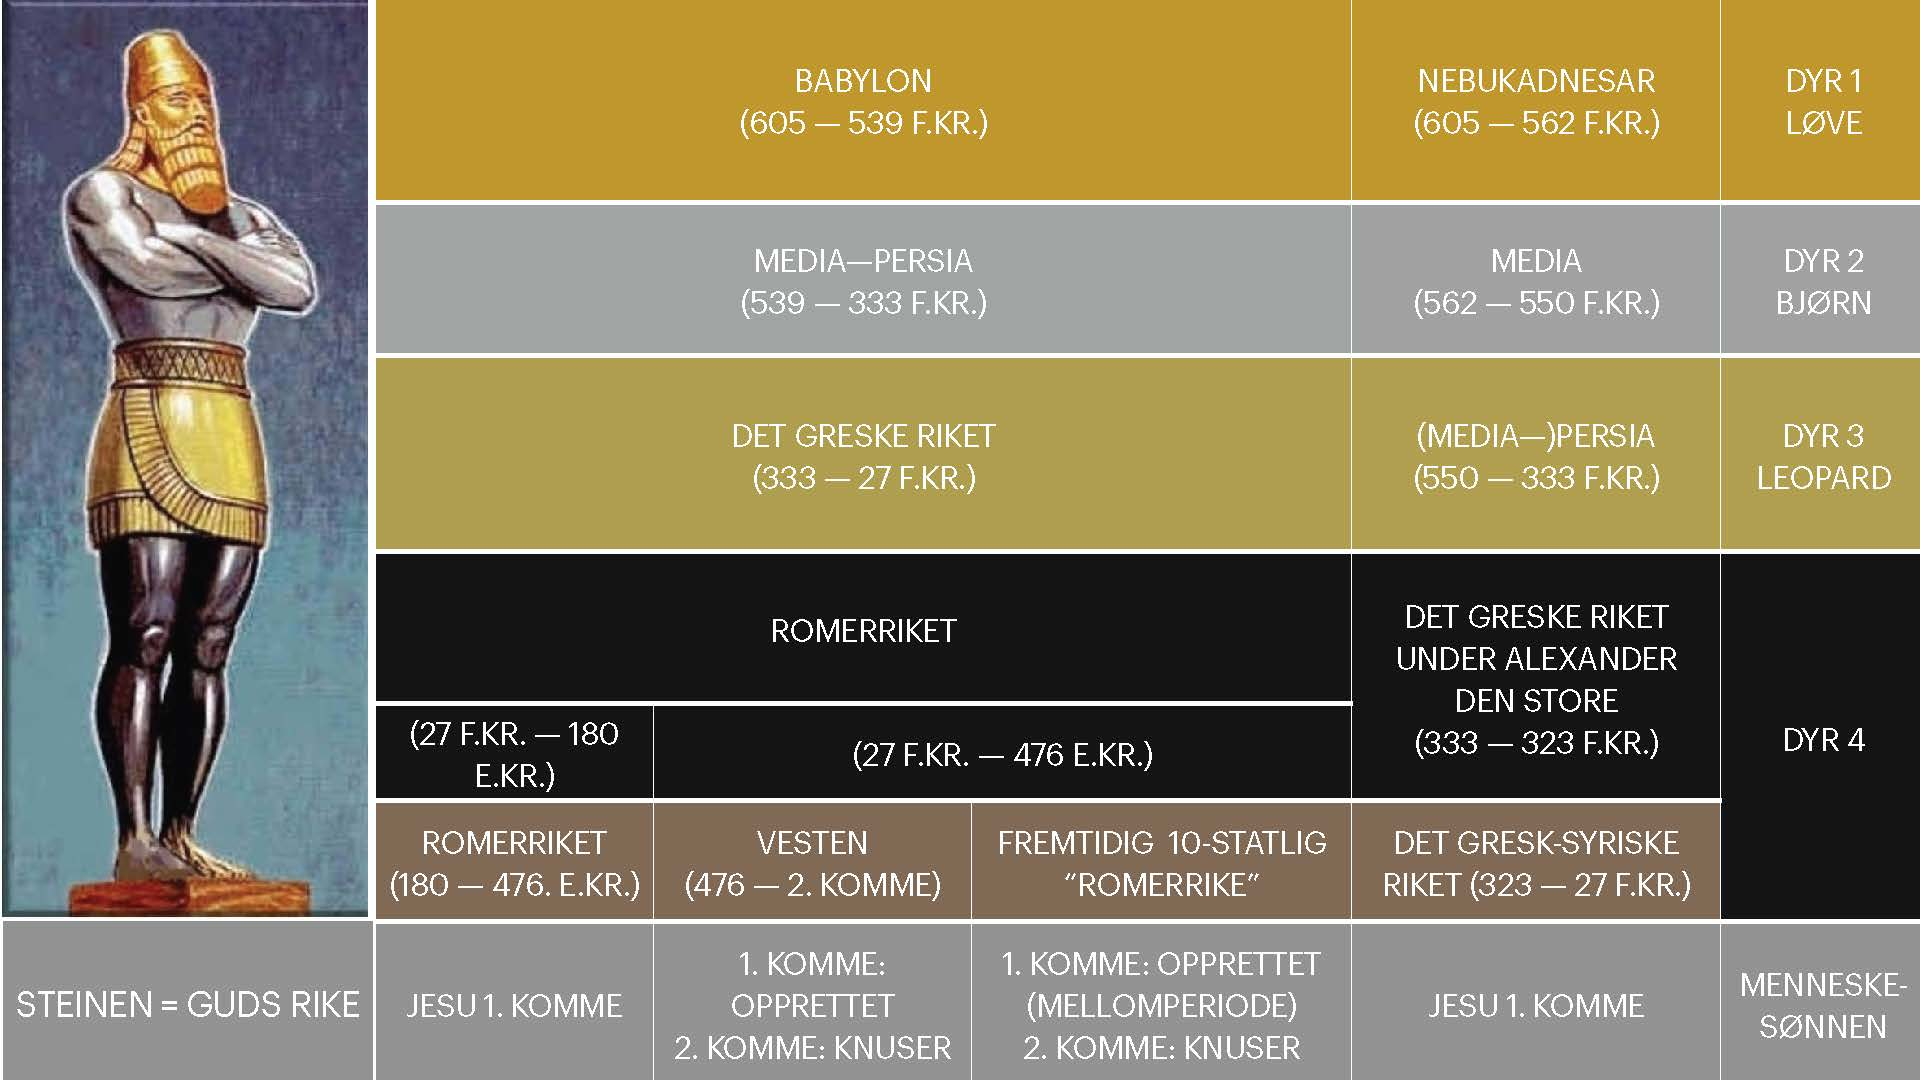 BABYLON
(605 — 539 F.KR.)
NEBUKADNESAR
(605 — 562 F.KR.)
DYR 1
LØVE
MEDIA—PERSIA
(539 — 333 F.KR.)
MEDIA
(562 — 550 F.KR.)
DYR 2
BJØRN
DET GRESKE RIKET
(333 — 27 F.KR.)
(MEDIA—)PERSIA
(550 — 333 F.KR.)
DYR 3
LEOPARD
ROMERRIKET
DET GRESKE RIKET
UNDER ALEXANDER
DEN STORE
(333 — 323 F.KR.)
DYR 4
(27 F.KR. — 180
E.KR.)
(27 F.KR. — 476 E.KR.)
ROMERRIKET
(180 — 476. E.KR.)
VESTEN
(476 — 2. KOMME)
FREMTIDIG 10-STATLIG
“ROMERRIKE”
DET GRESK-SYRISKE
RIKET (323 — 27 F.KR.)
STEINEN = GUDS RIKE
JESU 1. KOMME
1. KOMME:
OPPRETTET
2. KOMME: KNUSER
1. KOMME: OPPRETTET
(MELLOMPERIODE)
2. KOMME: KNUSER
JESU 1. KOMME
MENNESKE-
SØNNEN